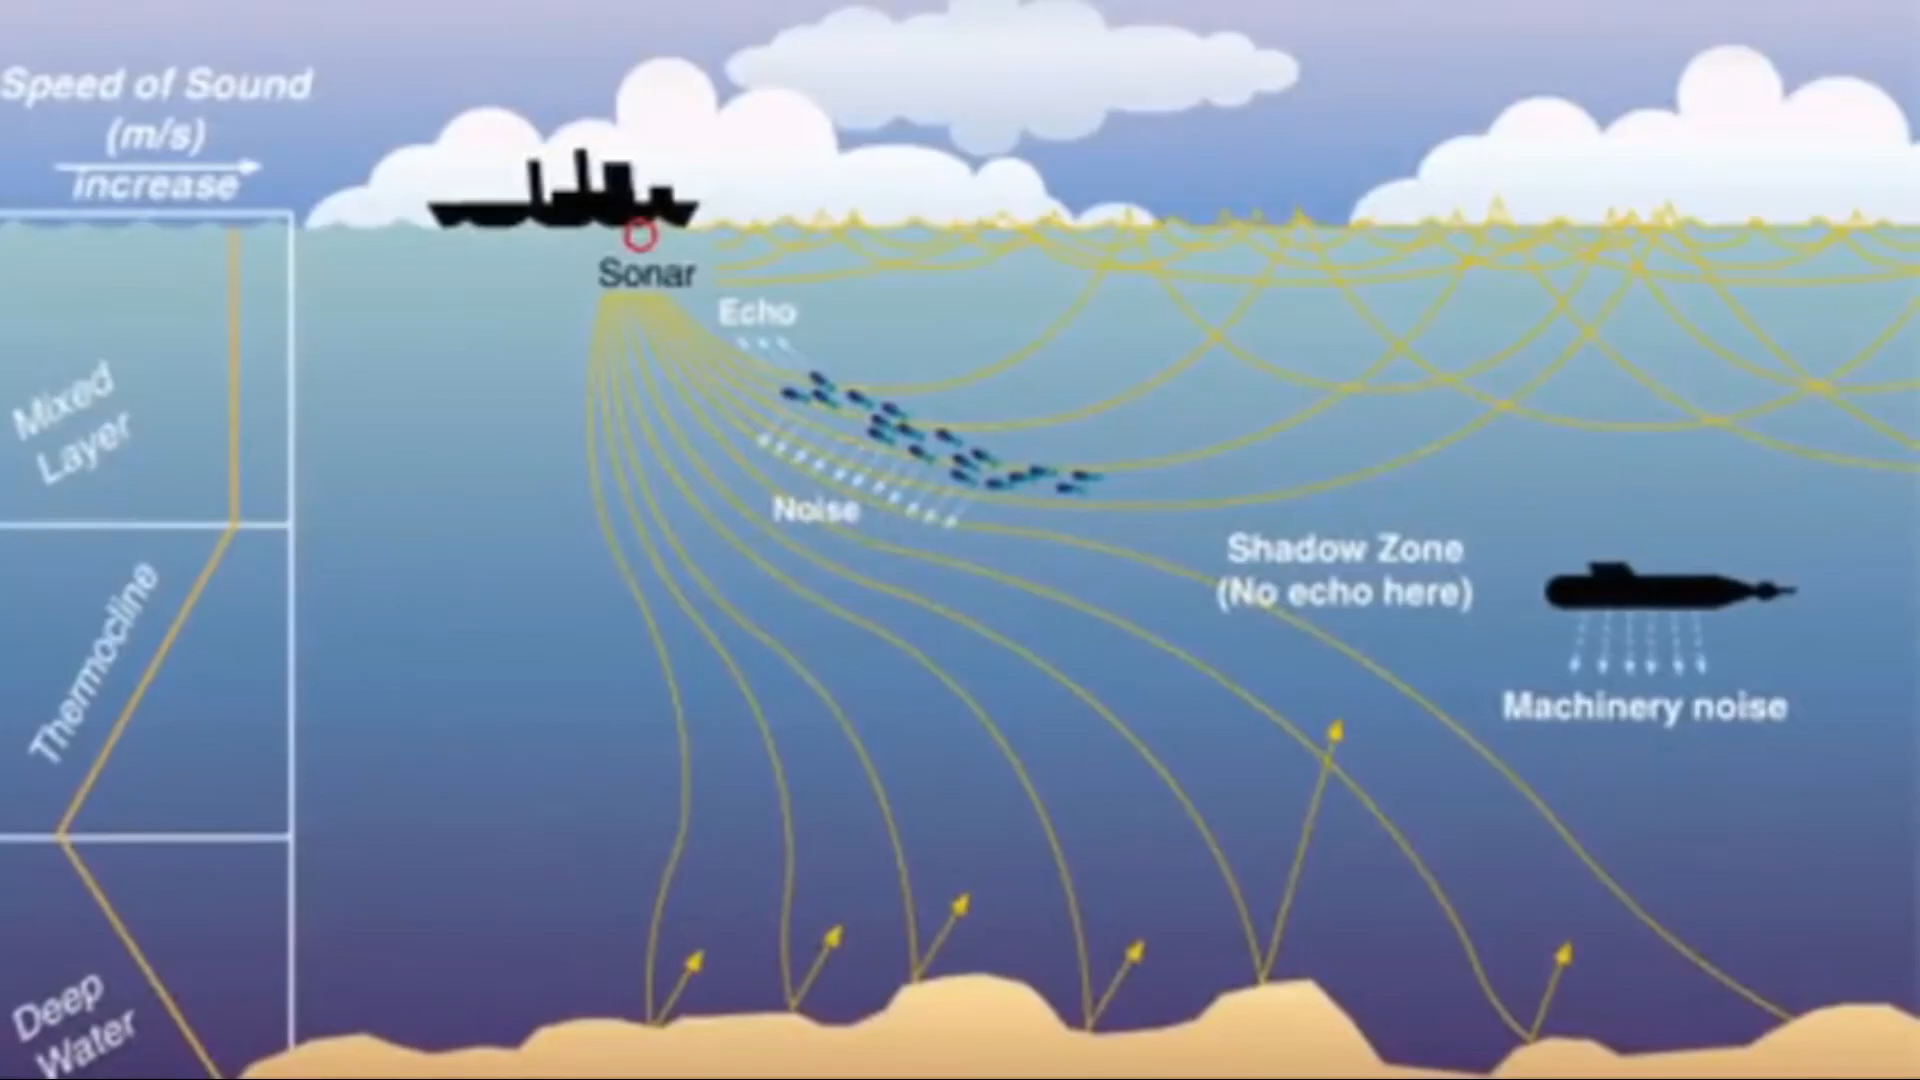 Speed of Sound
(m/s)
increase
Sonar
Echo
Mixed
Layer
Noise
Shadow Zone
(No echo here)
Thermocline
Machinery noise
Deep
Water